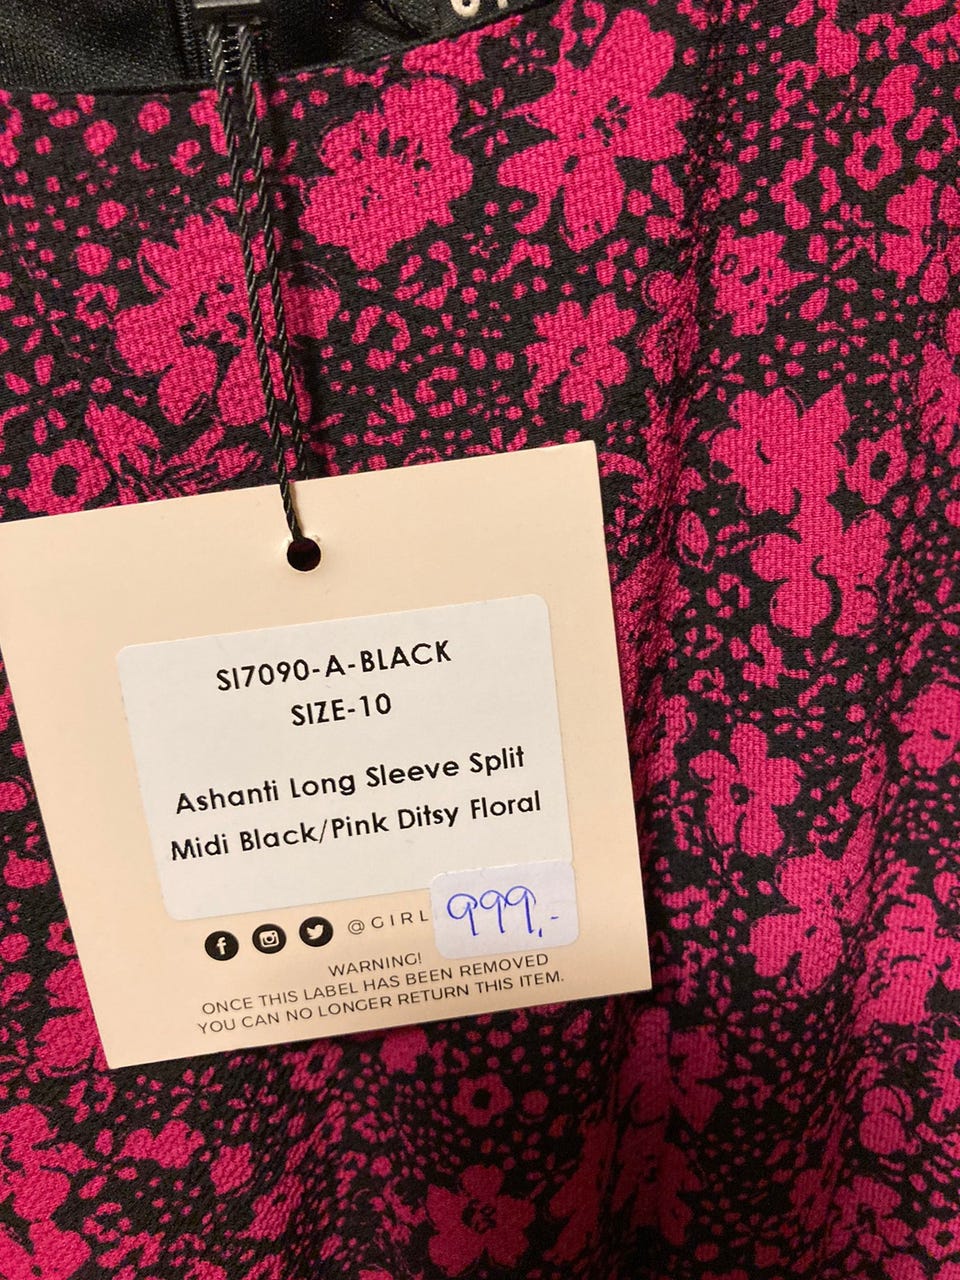 SI7090-A-BLACK
SIZE-10
Ashanti Long Sleeve Split
Midi Black/Pink Ditsy Floral
@GIRL
999,-
WARNING!
ONCE THIS LABEL HAS BEEN REMOVED
YOU CAN NO LONGER RETURN THIS ITEM.